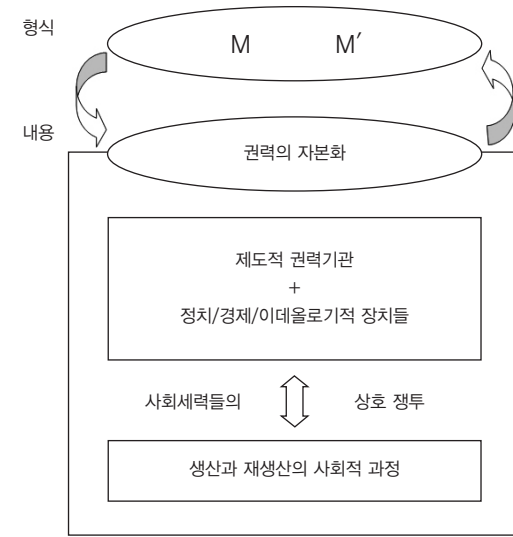 형식
M M′
내용
권력의 자본화
제도적 권력기관
+
정치/경제/이데올로기적 장치들
사회세력들의 상호 쟁투
생산과 재생산의 사회적 과정